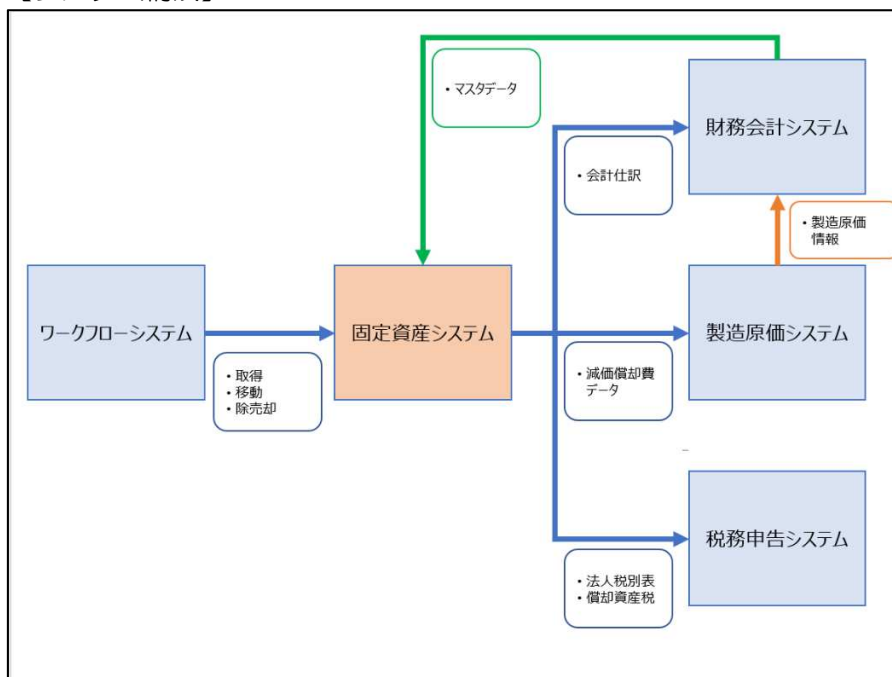 ・マスタデータ
財務会計システム
・会計仕訳
・製造原価
情報
ワークフローシステム
固定資産システム
製造原価システム
・取得
・移動
・除売却
・減価償却費
データ
税務申告システム
・法人税別表
・償却資産税